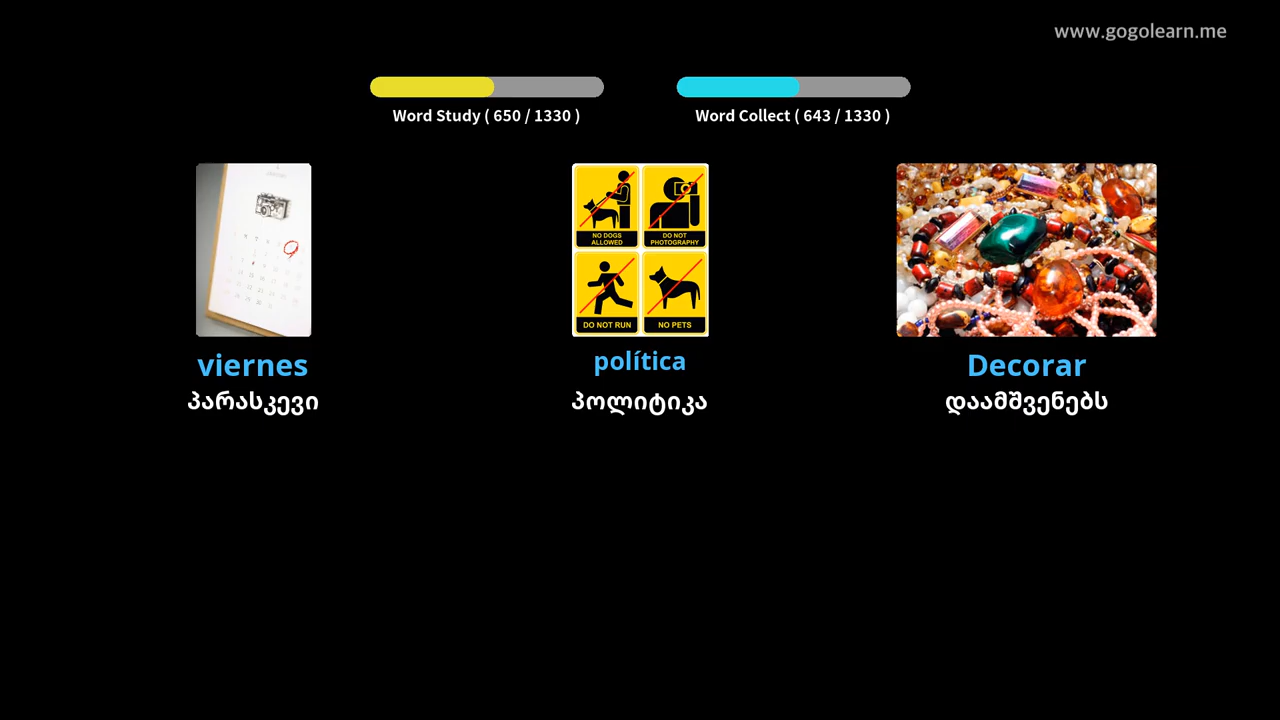 www.gogolearn.me
Word Study ( 650 / 1330 )
Word Collect ( 643 / 1330 )
NO DOGS
ALLOWED
DO NOT
PHOTOGRAPHY
DO NOT RUN
NO PETS
viernes
პარასკევი
política
პოლიტიკა
Decorar
დაამშვენებს